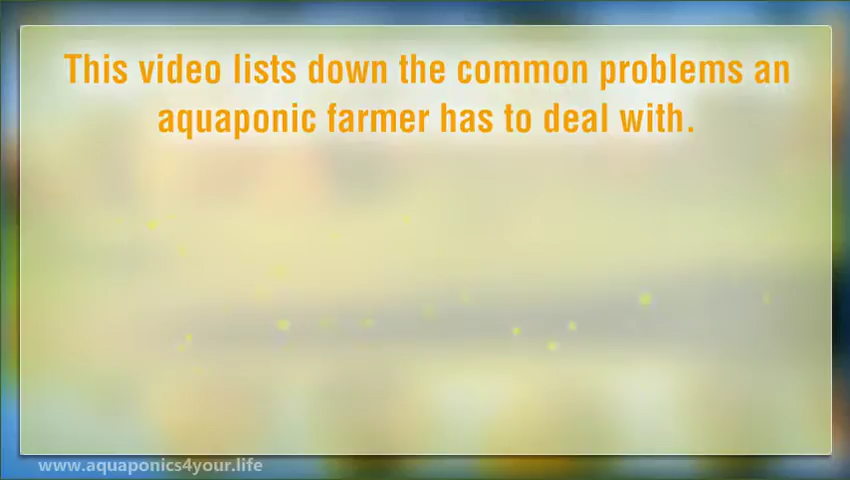 This video lists down the common problems an
aquaponic farmer has to deal with.
www.aquaponics4your.life